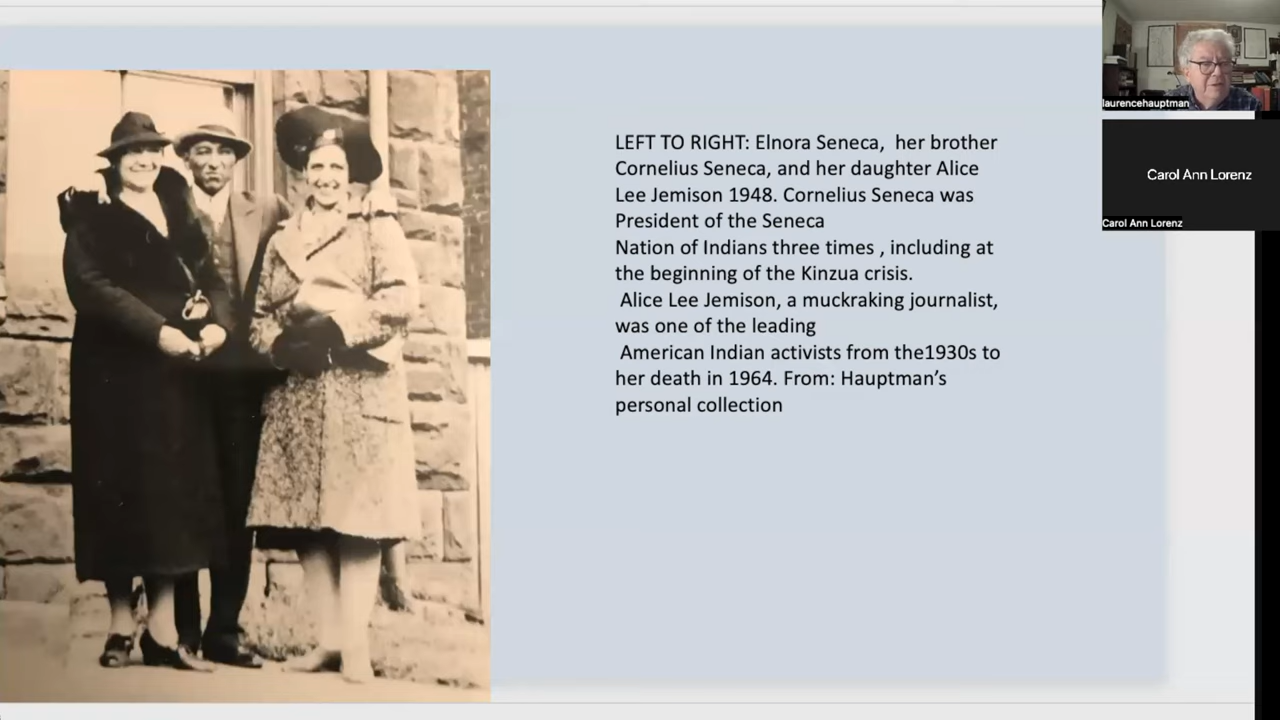 LEFT TO RIGHT: Elnora Seneca, her brother
Cornelius Seneca, and her daughter Alice
Lee Jemison 1948. Cornelius Seneca was
President of the Seneca
Nation of Indians three times , including at
the beginning of the Kinzua crisis.
Alice Lee Jemison, a muckraking journalist,
was one of the leading
American Indian activists from the1930s to
her death in 1964. From: Hauptman’s
personal collection
laurencehauptman
Carol Ann Lorenz
Carol Ann Lorenz